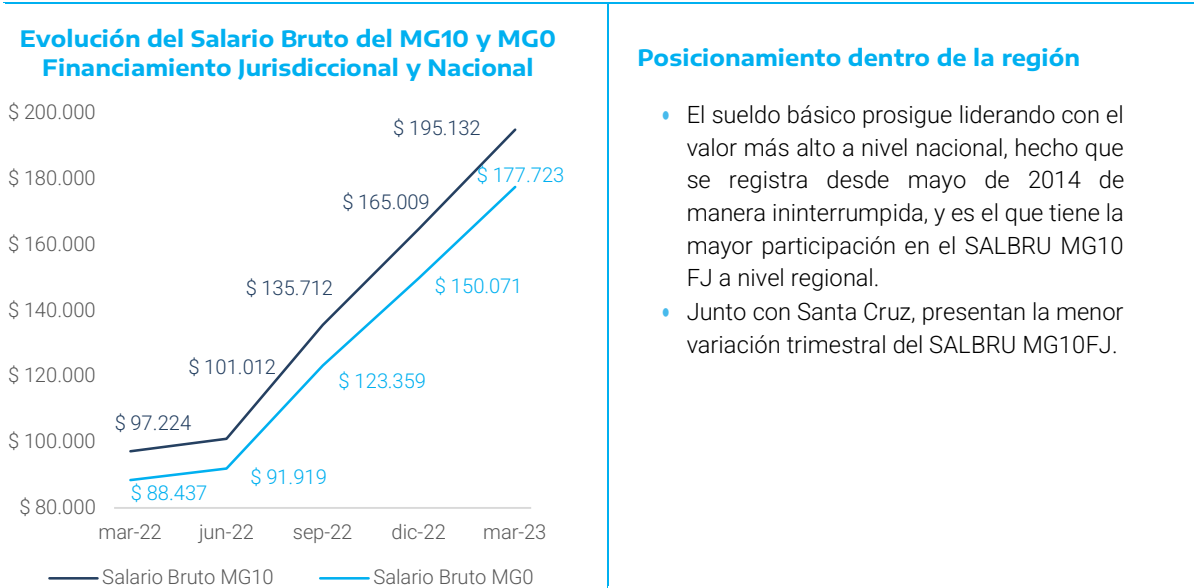 Evolución del Salario Bruto del MG10 y MG0
Financiamiento Jurisdiccional y Nacional
$ 200.000
$ 180.000
$ 160.000
$ 140.000
$ 120.000
$ 100.000
$ 80.000
$ 195.132
$ 177.723
$ 165.009
$ 150.071
$ 135.712
$ 123.359
$ 101.012
$ 91.919
$ 97.224
$ 88.437
mar-22 jun-22 sep-22 dic-22 mar-23
Salario Bruto MG10 Salario Bruto MG0
Posicionamiento dentro de la región
• El sueldo básico prosigue liderando con el
valor más alto a nivel nacional, hecho que
se registra desde mayo de 2014 de
manera ininterrumpida, y es el que tiene la
mayor participación en el SALBRU MG10
FJ a nivel regional.
• Junto con Santa Cruz, presentan la menor
variación trimestral del SALBRU MG10FJ.